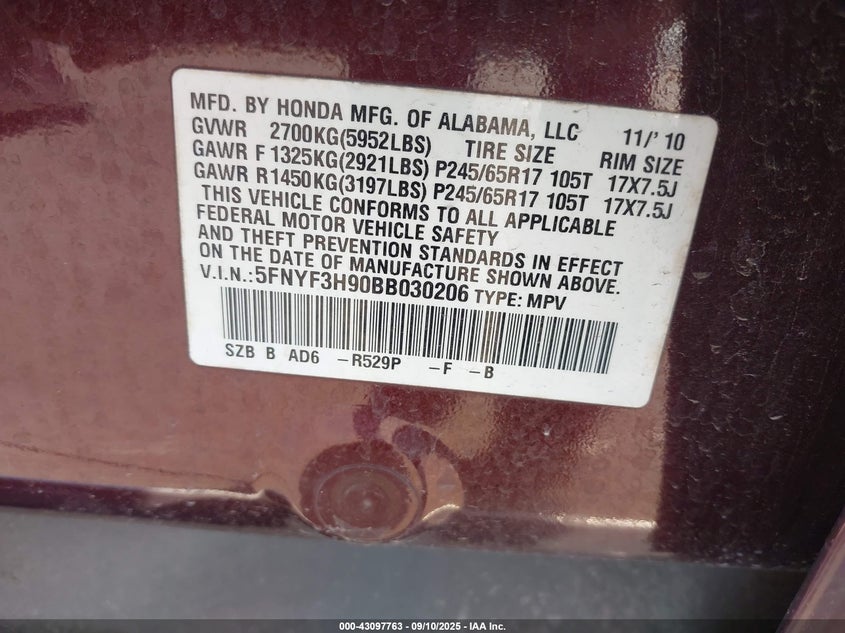 MFD. BY HONDA MFG. OF ALABAMA, LLC 11/' 10
GVWR 2700KG(5952LBS) TIRE SIZE RIM SIZE
GAWR F 1325KG(2921LBS) P245/65R17 105T 17X7.5J
GAWR R1450KG(3197LBS) P245/65R17 105T 17X7.5J
THIS VEHICLE CONFORMS TO ALL APPLICABLE
FEDERAL MOTOR VEHICLE SAFETY
AND THEFT PREVENTION STANDARDS IN EFFECT
ON THE DATE OF MANUFACTURE SHOWN ABOVE.
V.I.N.:5FNYF3H90BB030206 TYPE: MPV
SZB B AD6 -R529P -F -B
000-43097763 - 09/10/2025 - IAA Inc.